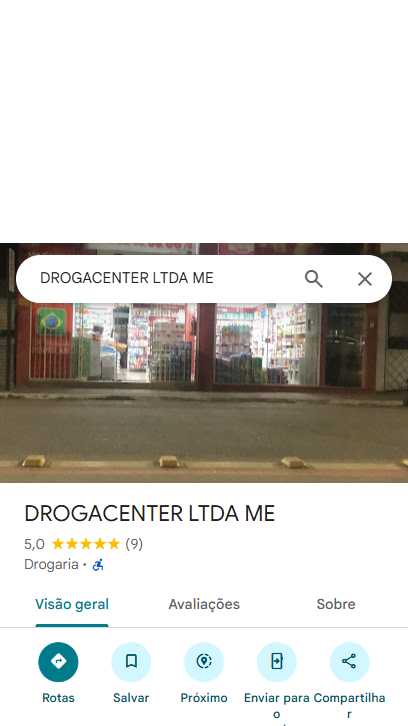 DROGACENTER LTDA ME
DROGACENTER LTDA ME
5,0 (9)
Drogaria ·
Visão geral
Avaliações
Sobre
Rotas
Salvar
Próximo
Enviar para
o
Compartilha
r